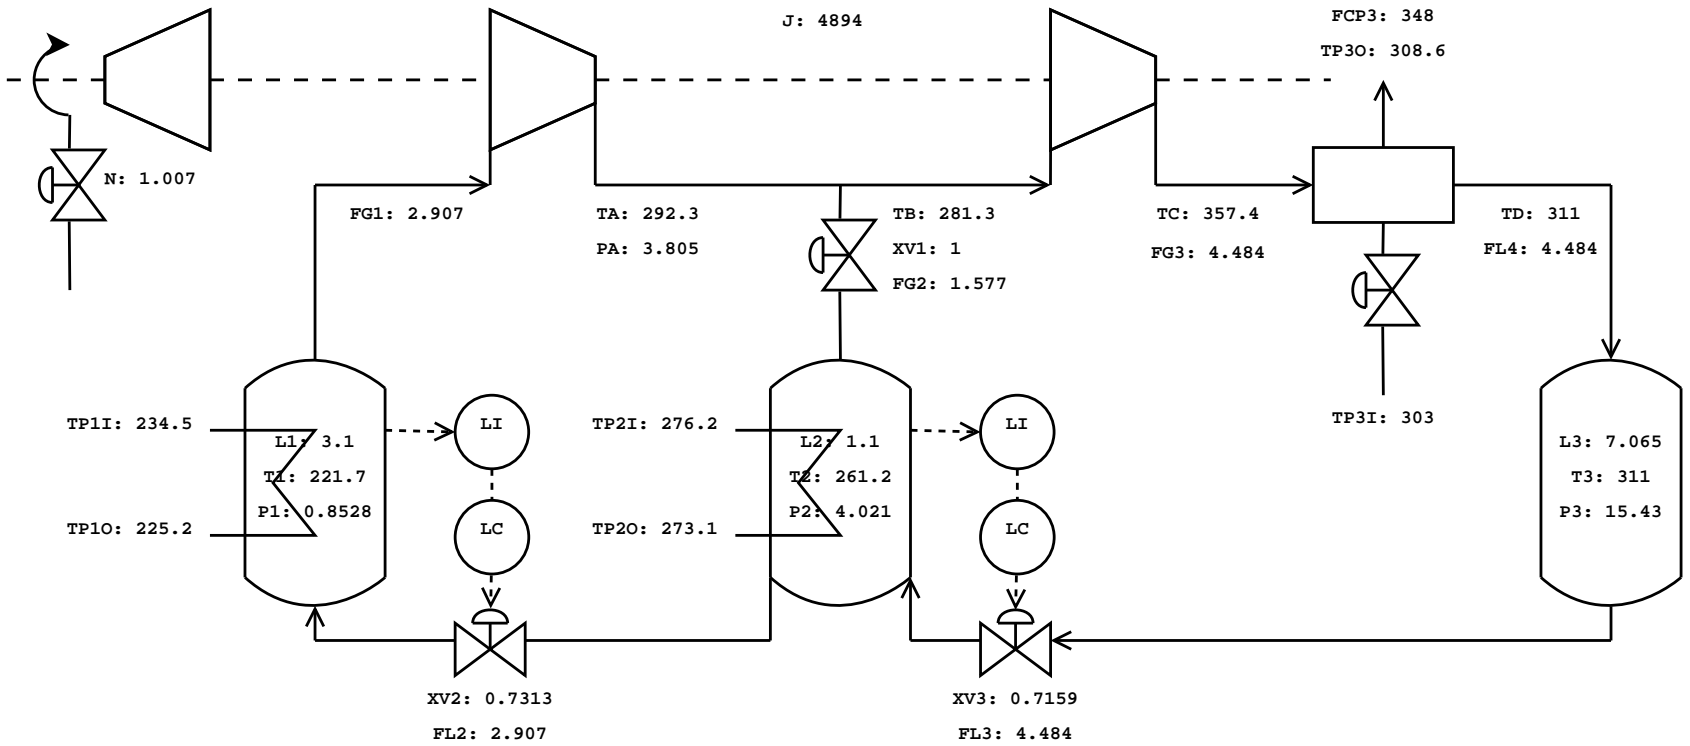 J: 4894
FCP3: 348
TP3O: 308.6
N: 1.007
FG1: 2.907
TA: 292.3
PA: 3.805
TB: 281.3
XV1: 1
FG2: 1.577
TC: 357.4
FG3: 4.484
TD: 311
FL4: 4.484
TP3I: 303
TP1I: 234.5
L1: 3.1
T1: 221.7
P1: 0.8528
TP1O: 225.2
LI
LC
TP2I: 276.2
L2: 1.1
T2: 261.2
P2: 4.021
TP2O: 273.1
LI
LC
L3: 7.065
T3: 311
P3: 15.43
XV2: 0.7313
FL2: 2.907
XV3: 0.7159
FL3: 4.484